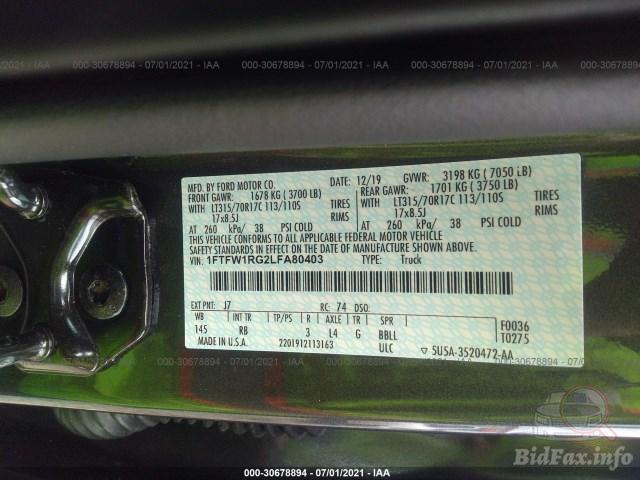 000-30678894 - 07/01/2021 - IAA
000-30678894 - 07/01/2021 - IAA
MFD. BY FORD MOTOR CO. 12/19 GVWR: 3198 KG ( 7050 LB)
FRONT GAWR: 1678 KG ( 3700 LB) REAR GAWR: 1701 KG ( 3750 LB)
WITH LT315/70R17C 113/110S TIRES WITH LT315/70R17C 113/110S TIRES
17x8.5J RIMS 17x8.5J RIMS
AT 260 kPa/ 38 PSI COLD AT 260 kPa/ 38 PSI COLD
THIS VEHICLE CONFORMS TO ALL APPLICABLE FEDERAL MOTOR VEHICLE
SAFETY STANDARDS IN EFFECT ON THE DATE OF MANUFACTURE SHOWN ABOVE.
VIN: 1FTFW1RG2LFA80403 TYPE: Truck
EXT PNT: J7 RC: 74 DSO:
WB INT TR TP/PS R AXLE TR SPR F0036
145 RB 3 L4 G BBLL T0275
MADE IN U.S.A. 2201912113163 ULC ▽ 5U5A-3520472-AA
BidFax.info
000-30678894 - 07/01/2021 - IAA